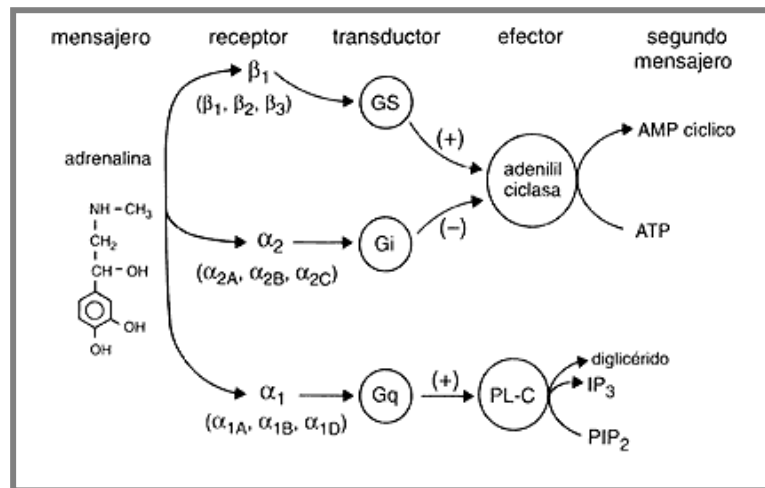 mensajero receptor transductor efector segundo mensajero
β1
(β1, β2, β3)
GS
(+)
AMP cíclico
adrenalina
adenilil
ciclasa
NH–CH3
CH2
CH–OH
OH
OH
α2
(α2A, α2B, α2C)
Gi
(–)
ATP
α1
(α1A, α1B, α1D)
Gq
(+)
PL-C
diglicérido
IP3
PIP2